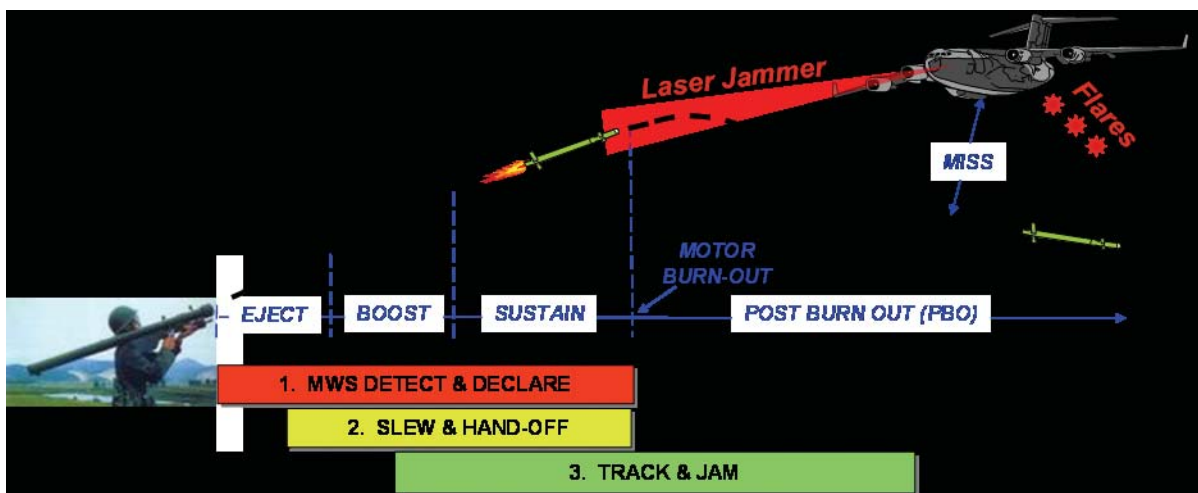 Laser Jammer
Flares
MISS
MOTOR
BURN-OUT
EJECT
BOOST
SUSTAIN
POST BURN OUT (PBO)
1. MWS DETECT & DECLARE
2. SLEW & HAND-OFF
3. TRACK & JAM